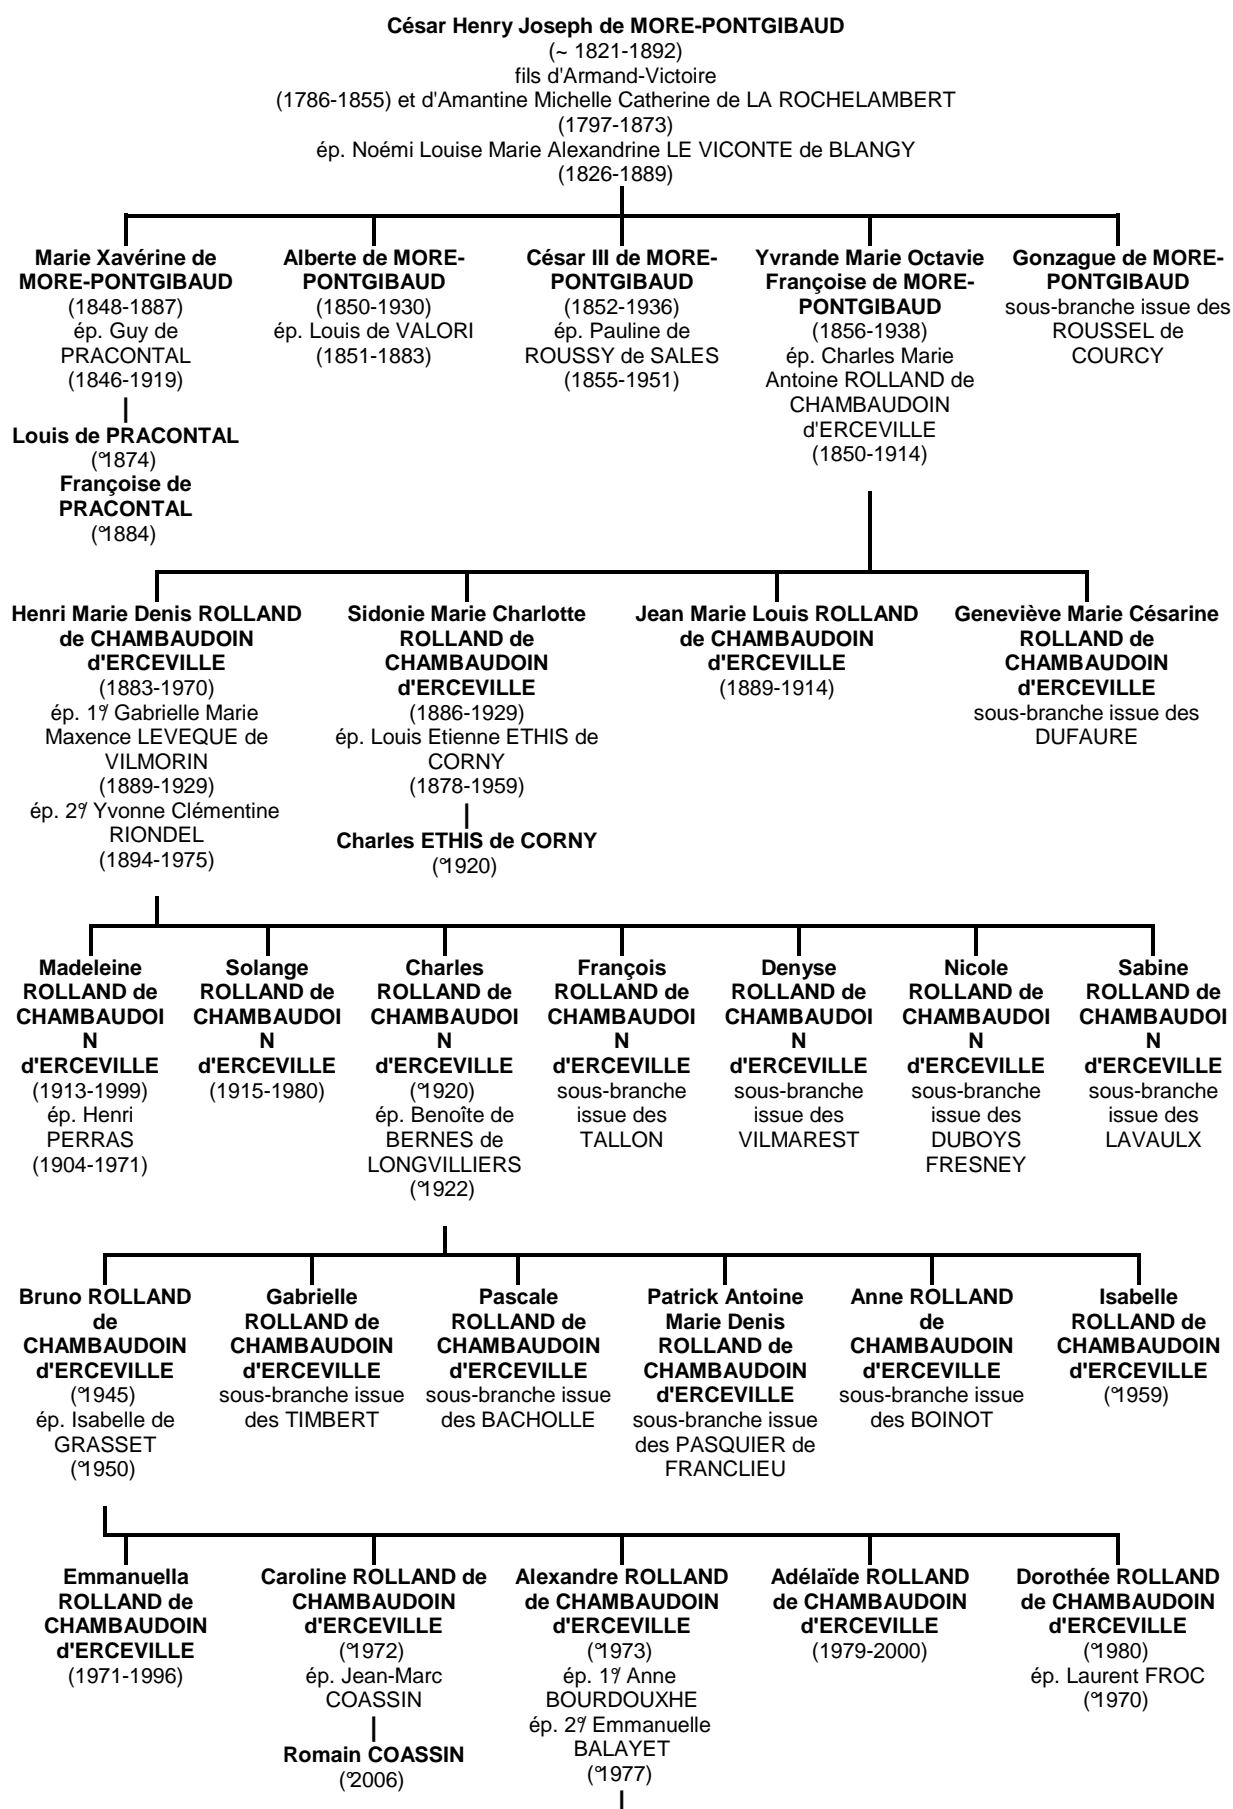 César Henry Joseph de MORE-PONTGIBAUD
(~ 1821-1892)
fils d'Armand-Victoire
(1786-1855) et d'Amantine Michelle Catherine de LA ROCHELAMBERT
(1797-1873)
ép. Noémi Louise Marie Alexandrine LE VICONTE de BLANGY
(1826-1889)
Marie Xavérine de
MORE-PONTGIBAUD
(1848-1887)
ép. Guy de
PRACONTAL
(1846-1919)
Louis de PRACONTAL
(°1874)
Françoise de
PRACONTAL
(°1884)
Alberte de MORE-
PONTGIBAUD
(1850-1930)
ép. Louis de VALORI
(1851-1883)
César III de MORE-
PONTGIBAUD
(1852-1936)
ép. Pauline de
ROUSSY de SALES
(1855-1951)
Yvrande Marie Octavie
Françoise de MORE-
PONTGIBAUD
(1856-1938)
ép. Charles Marie
Antoine ROLLAND de
CHAMBAUDOIN
d'ERCEVILLE
(1850-1914)
Gonzague de MORE-
PONTGIBAUD
sous-branche issue des
ROUSSEL de
COURCY
Henri Marie Denis ROLLAND
de CHAMBAUDOIN
d'ERCEVILLE
(1883-1970)
ép. 1°/ Gabrielle Marie
Maxence LEVEQUE de
VILMORIN
(1889-1929)
ép. 2°/ Yvonne Clémentine
RIONDEL
(1894-1975)
Sidonie Marie Charlotte
ROLLAND de
CHAMBAUDOIN
d'ERCEVILLE
(1886-1929)
ép. Louis Etienne ETHIS de
CORNY
(1878-1959)
Charles ETHIS de CORNY
(°1920)
Jean Marie Louis ROLLAND
de CHAMBAUDOIN
d'ERCEVILLE
(1889-1914)
Geneviève Marie Césarine
ROLLAND de
CHAMBAUDOIN
d'ERCEVILLE
sous-branche issue des
DUFAURE
Madeleine
ROLLAND de
CHAMBAUDOI
N
d'ERCEVILLE
(1913-1999)
ép. Henri
PERRAS
(1904-1971)
Solange
ROLLAND de
CHAMBAUDOI
N
d'ERCEVILLE
(1915-1980)
Charles
ROLLAND de
CHAMBAUDOI
N
d'ERCEVILLE
(°1920)
ép. Benoîte de
BERNES de
LONGVILLIERS
(°1922)
François
ROLLAND de
CHAMBAUDOI
N
d'ERCEVILLE
sous-branche
issue des
TALLON
Denyse
ROLLAND de
CHAMBAUDOI
N
d'ERCEVILLE
sous-branche
issue des
VILMAREST
Nicole
ROLLAND de
CHAMBAUDOI
N
d'ERCEVILLE
sous-branche
issue des
DUBOYS
FRESNEY
Sabine
ROLLAND de
CHAMBAUDOI
N
d'ERCEVILLE
sous-branche
issue des
LAVAULX
Bruno ROLLAND
de
CHAMBAUDOIN
d'ERCEVILLE
(°1945)
ép. Isabelle de
GRASSET
(°1950)
Gabrielle
ROLLAND de
CHAMBAUDOIN
d'ERCEVILLE
sous-branche issue
des TIMBERT
Pascale
ROLLAND de
CHAMBAUDOIN
d'ERCEVILLE
sous-branche issue
des BACHOLLE
Patrick Antoine
Marie Denis
ROLLAND de
CHAMBAUDOIN
d'ERCEVILLE
sous-branche issue
des PASQUIER de
FRANCLIEU
Anne ROLLAND
de
CHAMBAUDOIN
d'ERCEVILLE
sous-branche issue
des BOINOT
Isabelle
ROLLAND de
CHAMBAUDOIN
d'ERCEVILLE
(°1959)
Emmanuella
ROLLAND de
CHAMBAUDOIN
d'ERCEVILLE
(1971-1996)
Caroline ROLLAND de
CHAMBAUDOIN
d'ERCEVILLE
(°1972)
ép. Jean-Marc
COASSIN
Romain COASSIN
(°2006)
Alexandre ROLLAND
de CHAMBAUDOIN
d'ERCEVILLE
(°1973)
ép. 1°/ Anne
BOURDOUXHE
ép. 2°/ Emmanuelle
BALAYET
(°1977)
Adélaïde ROLLAND
de CHAMBAUDOIN
d'ERCEVILLE
(1979-2000)
Dorothée ROLLAND
de CHAMBAUDOIN
d'ERCEVILLE
(°1980)
ép. Laurent FROC
(°1970)